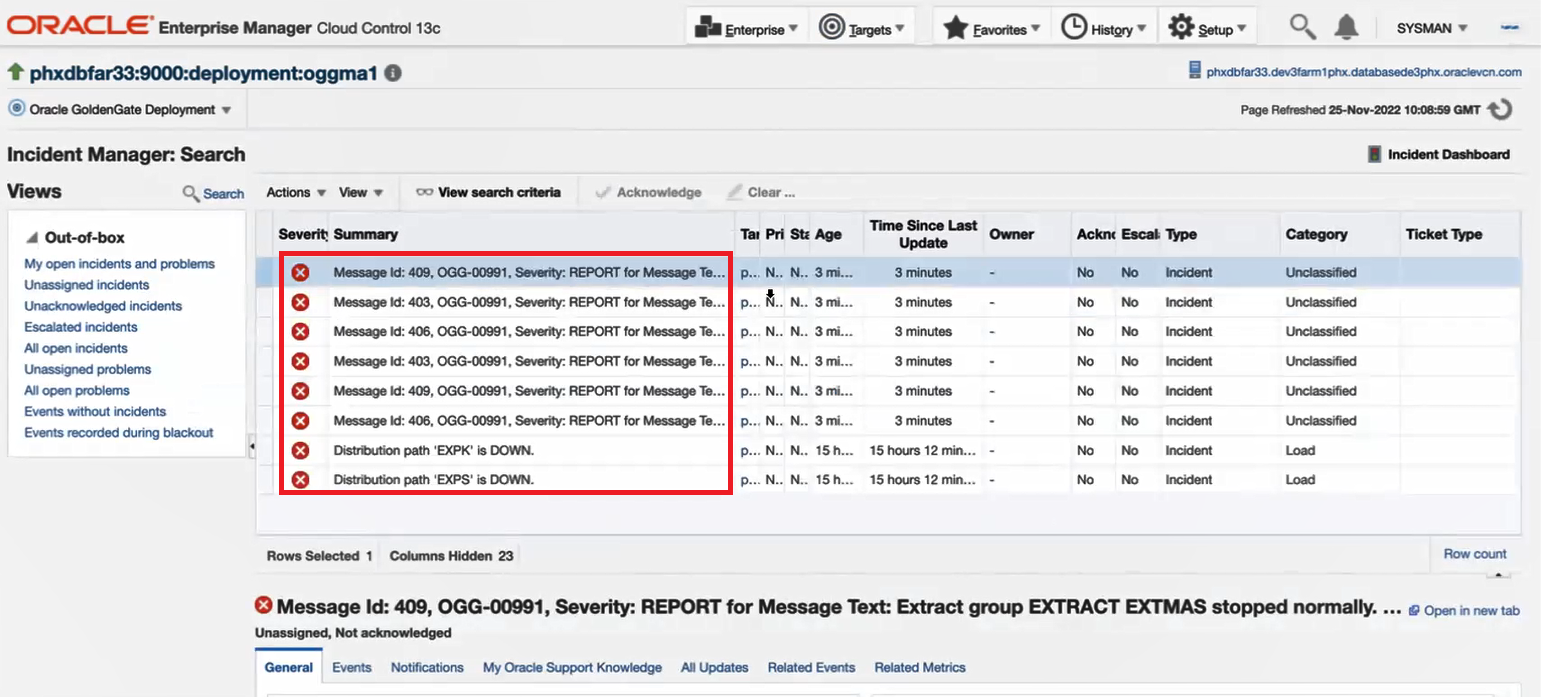 ORACLE Enterprise Manager Cloud Control 13c Enterprise Targets Favorites History Setup SYSMAN
phxdbfar33:9000:deployment:oggma1 phxdbfar33.dev3farm1phx.databasede3phx.oraclevcn.com
Oracle GoldenGate Deployment Page Refreshed 25-Nov-2022 10:08:59 GMT
Incident Manager: Search Incident Dashboard
Views Search
Out-of-box
My open incidents and problems
Unassigned incidents
Unacknowledged incidents
Escalated incidents
All open incidents
Unassigned problems
All open problems
Events without incidents
Events recorded during blackout
Actions View View search criteria Acknowledge Clear ...
Severity Summary Tar Pri Sta Age Time Since Last Update Owner Ackno Escala Type Category Ticket Type
Message Id: 409, OGG-00991, Severity: REPORT for Message Te... p... N.. N.. 3 mi... 3 minutes - No No Incident Unclassified
Message Id: 403, OGG-00991, Severity: REPORT for Message Te... p... N.. N.. 3 mi... 3 minutes - No No Incident Unclassified
Message Id: 406, OGG-00991, Severity: REPORT for Message Te... p... N.. N.. 3 mi... 3 minutes - No No Incident Unclassified
Message Id: 403, OGG-00991, Severity: REPORT for Message Te... p... N.. N.. 3 mi... 3 minutes - No No Incident Unclassified
Message Id: 409, OGG-00991, Severity: REPORT for Message Te... p... N.. N.. 3 mi... 3 minutes - No No Incident Unclassified
Message Id: 406, OGG-00991, Severity: REPORT for Message Te... p... N.. N.. 3 mi... 3 minutes - No No Incident Unclassified
Distribution path 'EXPK' is DOWN. p... N.. N.. 15 h... 15 hours 12 min... - No No Incident Load
Distribution path 'EXPS' is DOWN. p... N.. N.. 15 h... 15 hours 12 min... - No No Incident Load
Rows Selected 1 Columns Hidden 23 Row count
Message Id: 409, OGG-00991, Severity: REPORT for Message Text: Extract group EXTRACT EXTMAS stopped normally. ... Open in new tab
Unassigned, Not acknowledged
General Events Notifications My Oracle Support Knowledge All Updates Related Events Related Metrics